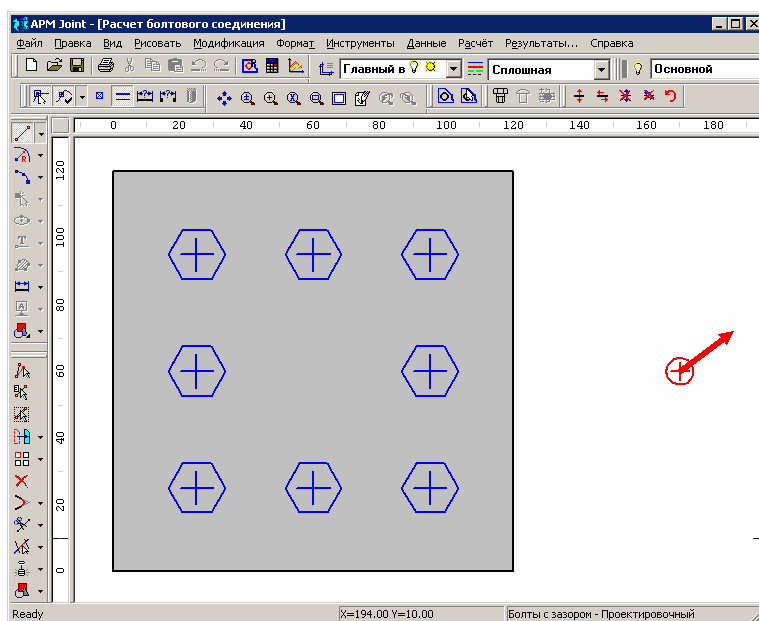 APM Joint - [Расчет болтового соединения]
Файл Правка Вид Рисовать Модификация Формат Инструменты Данные Расчёт Результаты... Справка
Главный в Сплошная Основной
0 20 40 60 80 100 120 140 160 180
120
100
80
60
40
20
0
Ready X=194.00 Y=10.00 Болты с зазором - Проектировочный